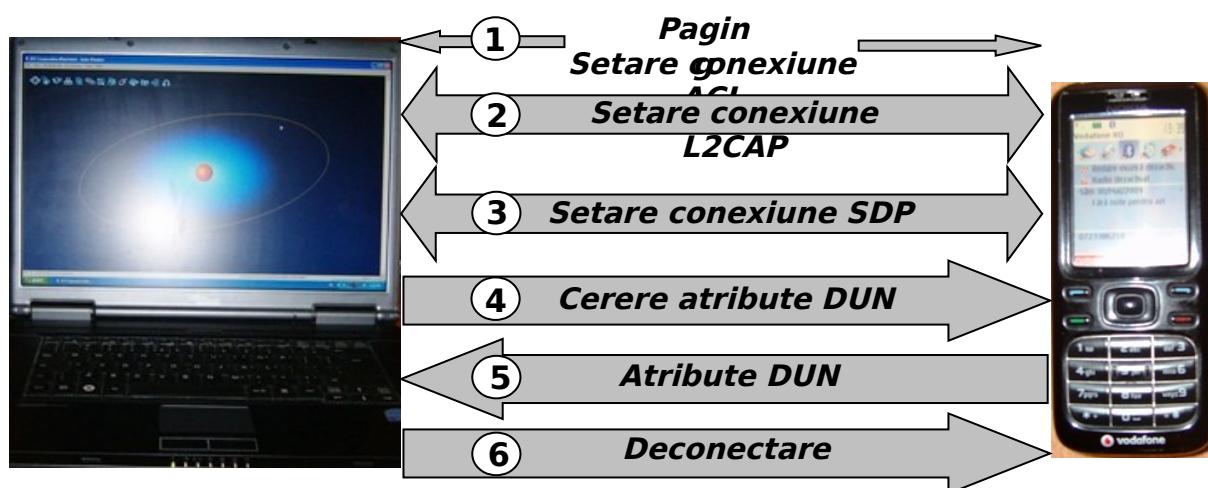 1
Pagin
g
Setare conexiune
ACL
2
Setare conexiune
L2CAP
3
Setare conexiune SDP
4
Cerere atribute DUN
5
Atribute DUN
6
Deconectare
vodafone